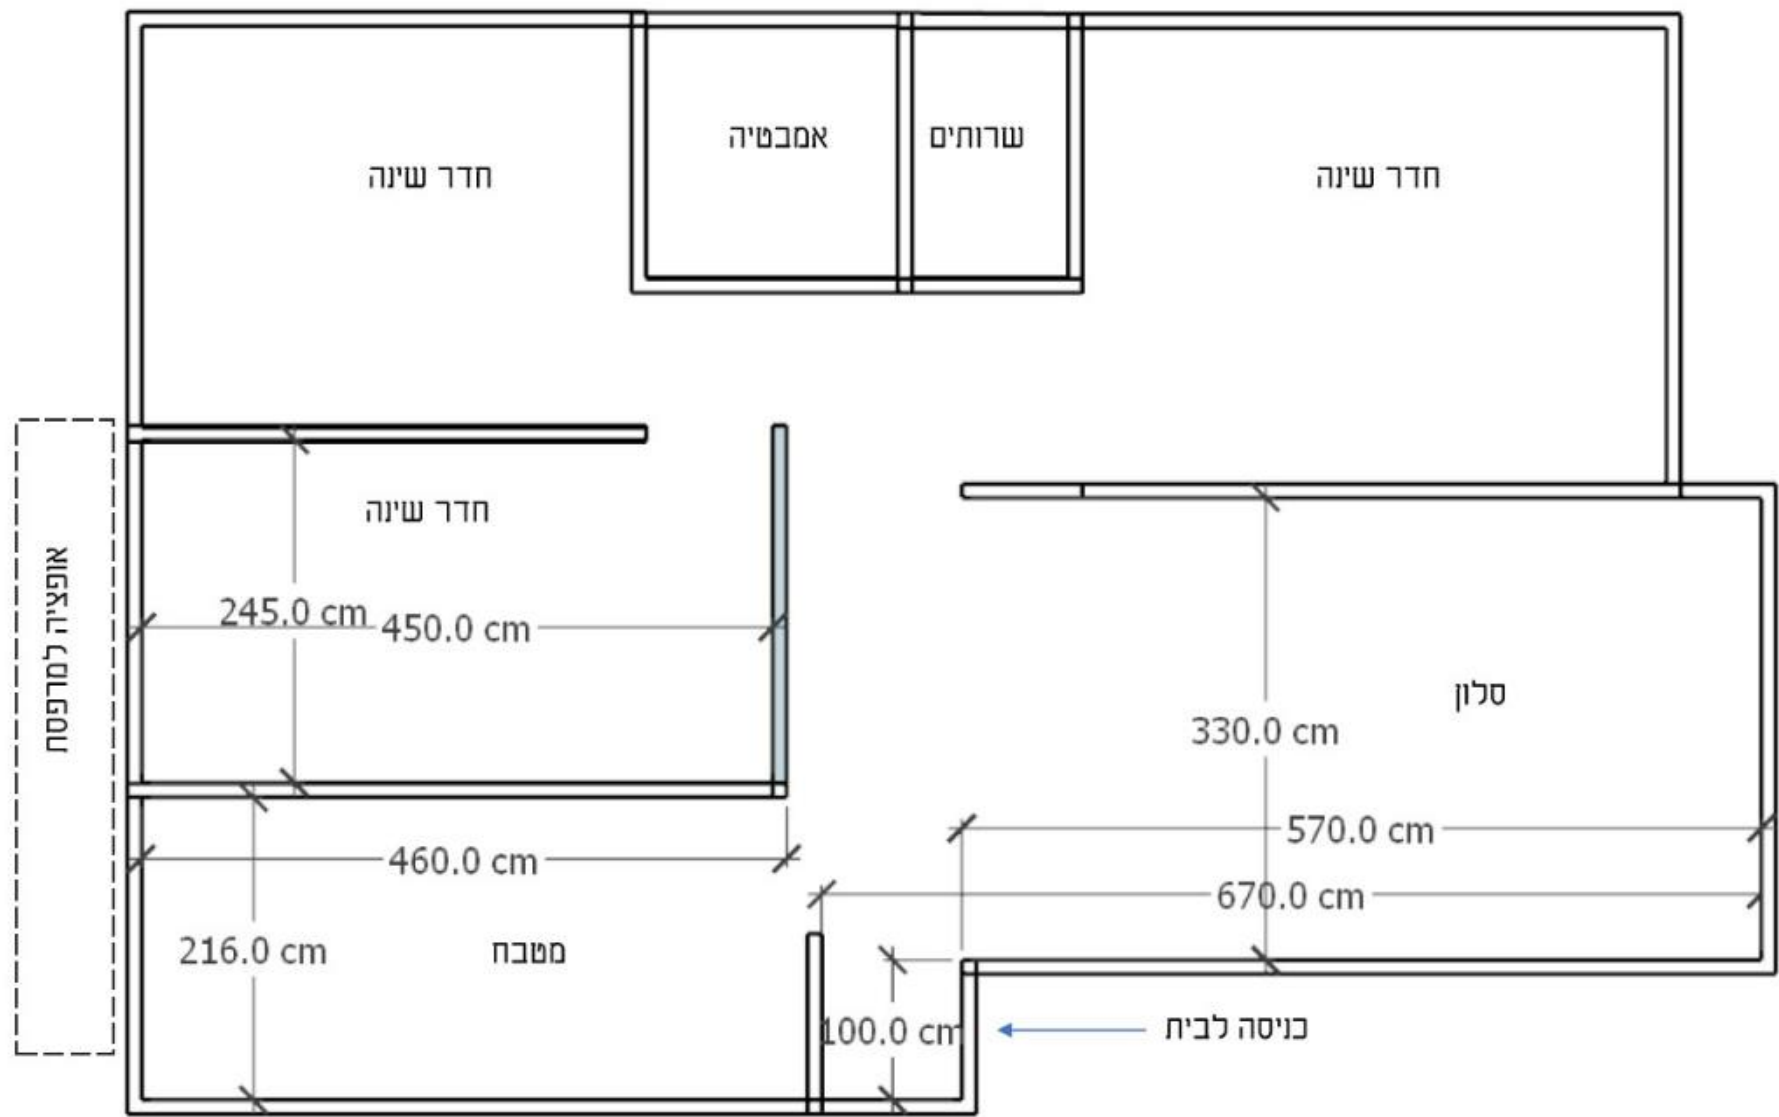 אמבטיה
שרותים
חדר שינה
חדר שינה
חדר שינה
אופציה למרפסת
245.0 cm
450.0 cm
סלון
330.0 cm
570.0 cm
460.0 cm
670.0 cm
216.0 cm
מטבח
100.0 cm
כניסה לבית